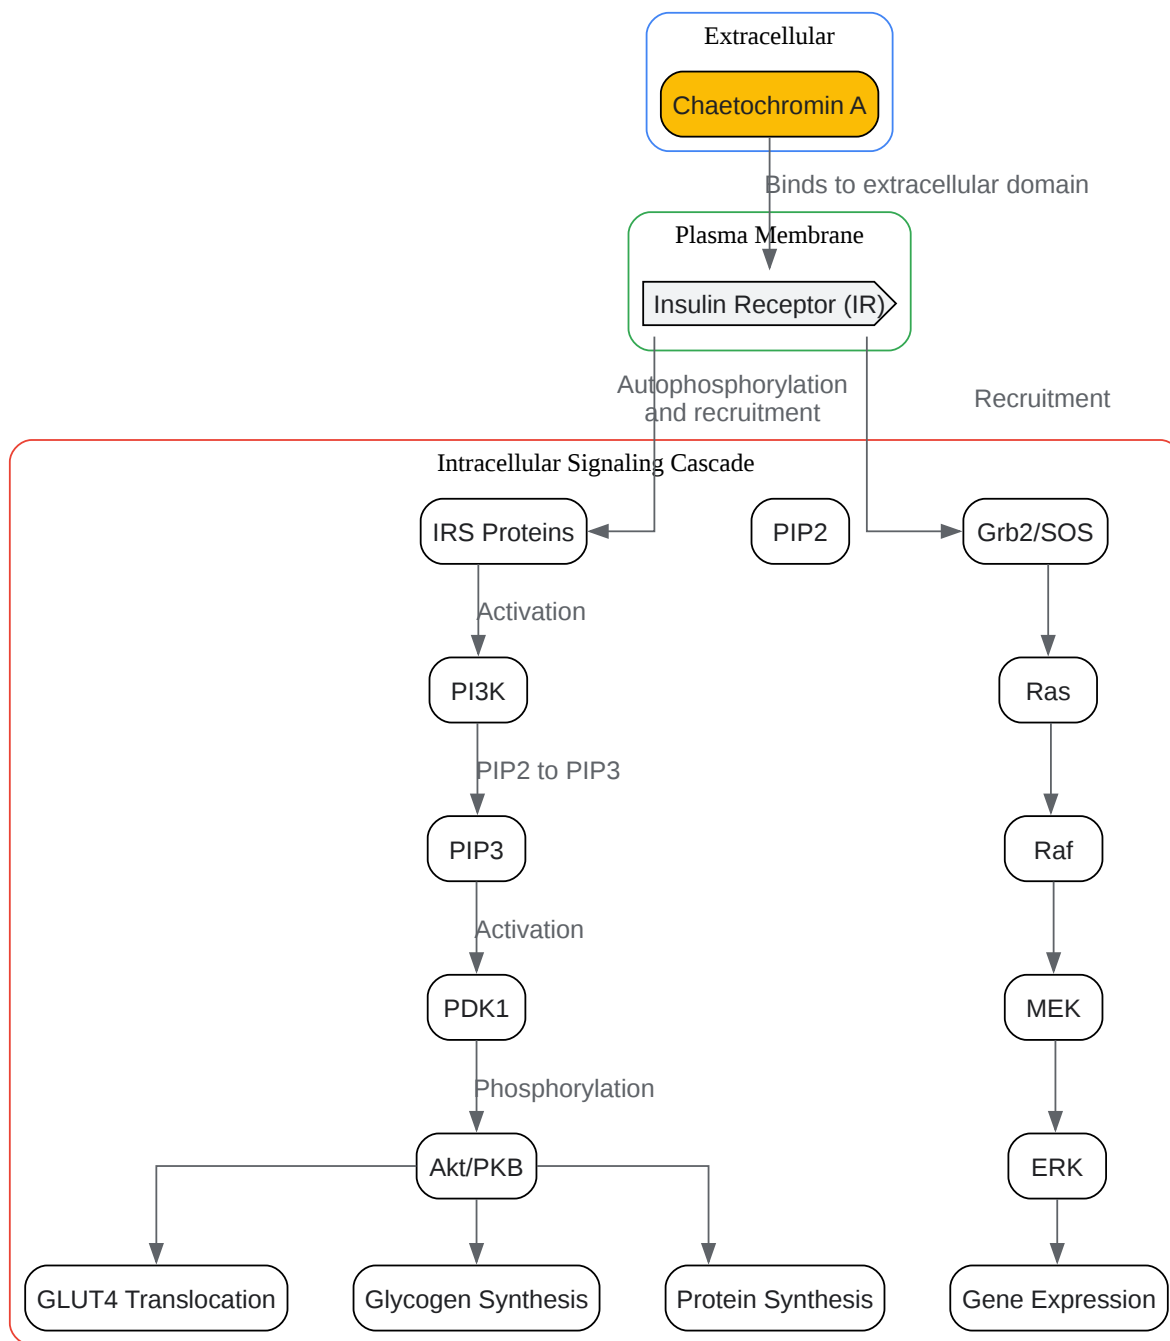 Extracellular
Chaetochromin A
Binds to extracellular domain
Plasma Membrane
Insulin Receptor (IR)
Autophosphorylation
and recruitment
Recruitment
Intracellular Signaling Cascade
IRS Proteins
PIP2
Grb2/SOS
Activation
PI3K
Ras
PIP2 to PIP3
PIP3
Raf
Activation
PDK1
MEK
Phosphorylation
Akt/PKB
ERK
GLUT4 Translocation
Glycogen Synthesis
Protein Synthesis
Gene Expression